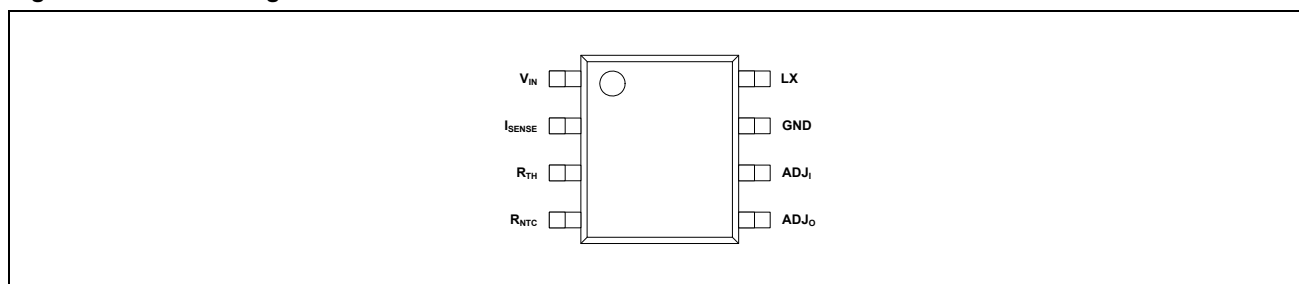 V_IN
I_SENSE
R_TH
R_NTC
LX
GND
ADJ_I
ADJ_O